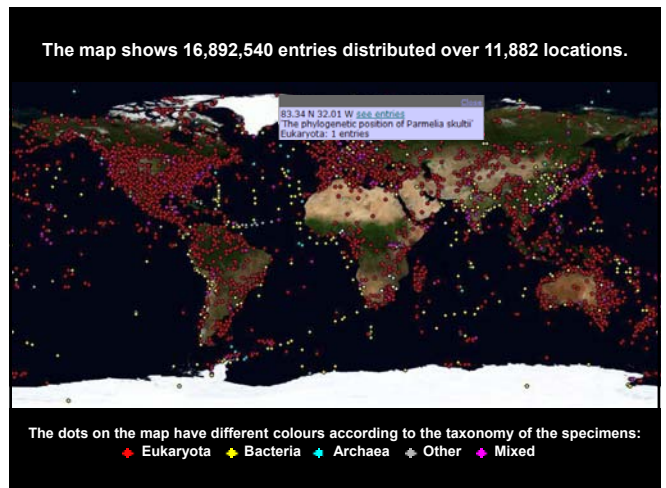 The map shows 16,892,540 entries distributed over 11,882 locations.
Close
83.34 N 32.01 W see entries
'The phylogenetic position of Parmelia skultii'
Eukaryota: 1 entries
The dots on the map have different colours according to the taxonomy of the specimens:
Eukaryota Bacteria Archaea Other Mixed